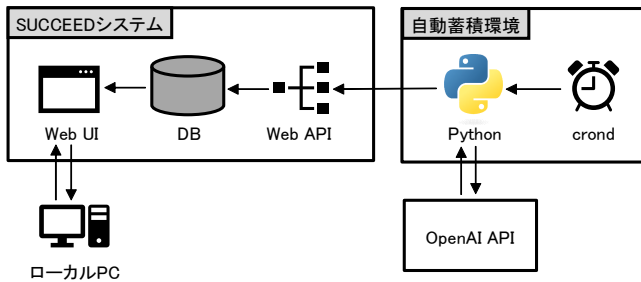 SUCCEEDシステム
自動蓄積環境
Web UI
DB
Web API
Python
crond
ローカルPC
OpenAI API